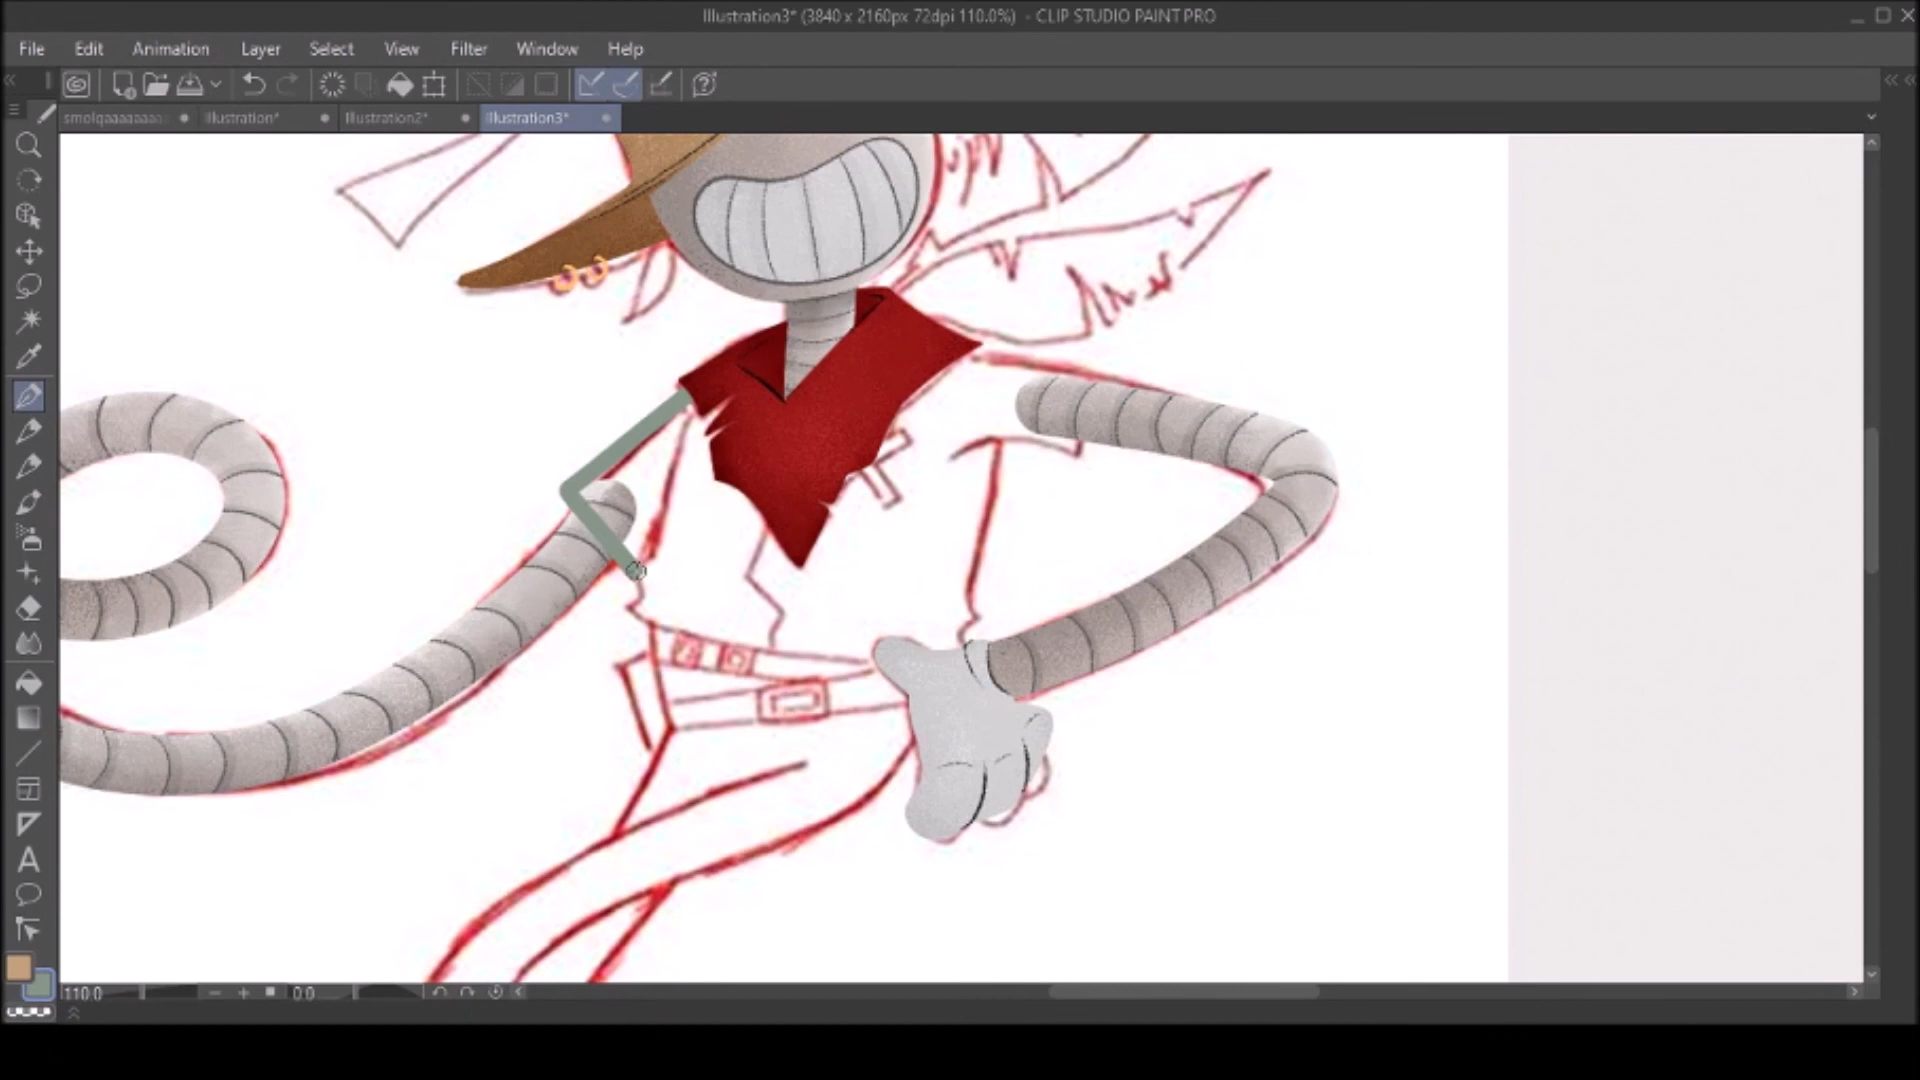 Illustration3* (3840 x 2160px 72dpi 110.0%) - CLIP STUDIO PAINT PRO
File Edit Animation Layer Select View Filter Window Help
Illustration* Illustration2* Illustration3*
110.0 0.0